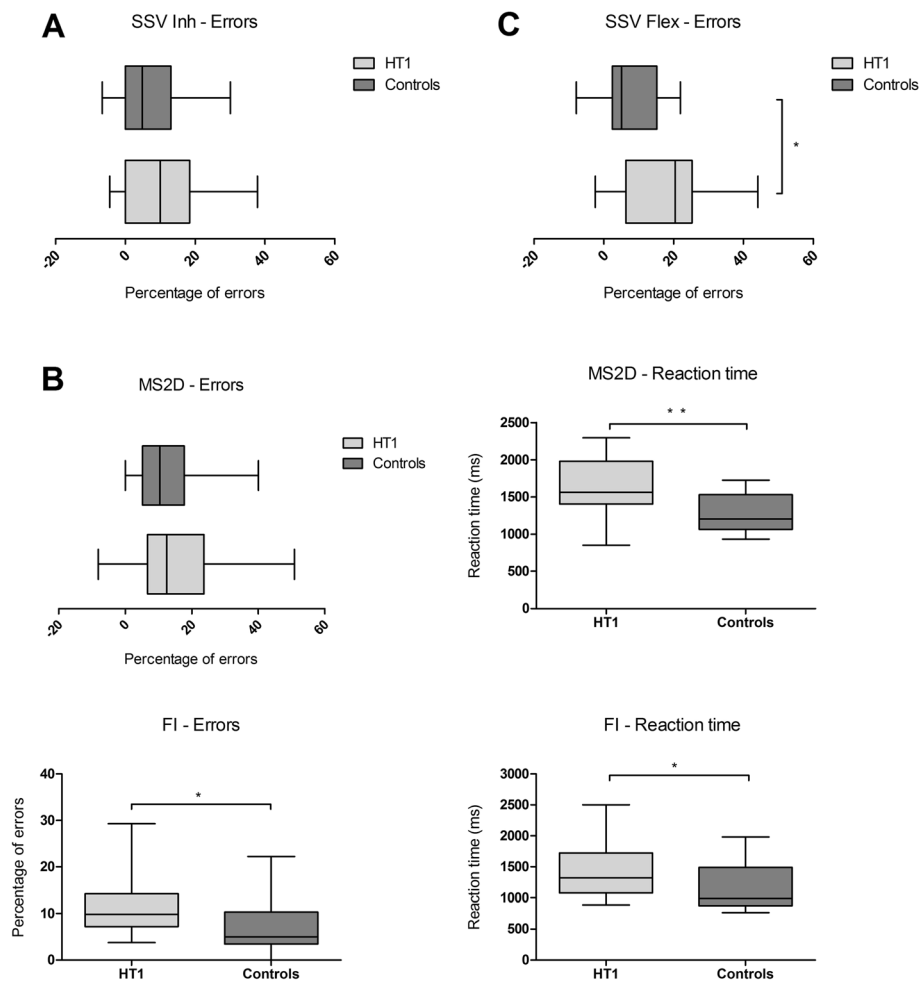 A
SSV Inh - Errors
HT1
Controls
-20
0
20
40
60
Percentage of errors
C
SSV Flex - Errors
HT1
Controls
*
-20
0
20
40
60
Percentage of errors
B
MS2D - Errors
HT1
Controls
-20
0
20
40
60
Percentage of errors
MS2D - Reaction time
Reaction time (ms)
2500
2000
1500
1000
500
0
* *
HT1
Controls
FI - Errors
Percentage of errors
40
30
20
10
0
*
HT1
Controls
FI - Reaction time
Reaction time (ms)
3000
2500
2000
1500
1000
500
0
*
HT1
Controls